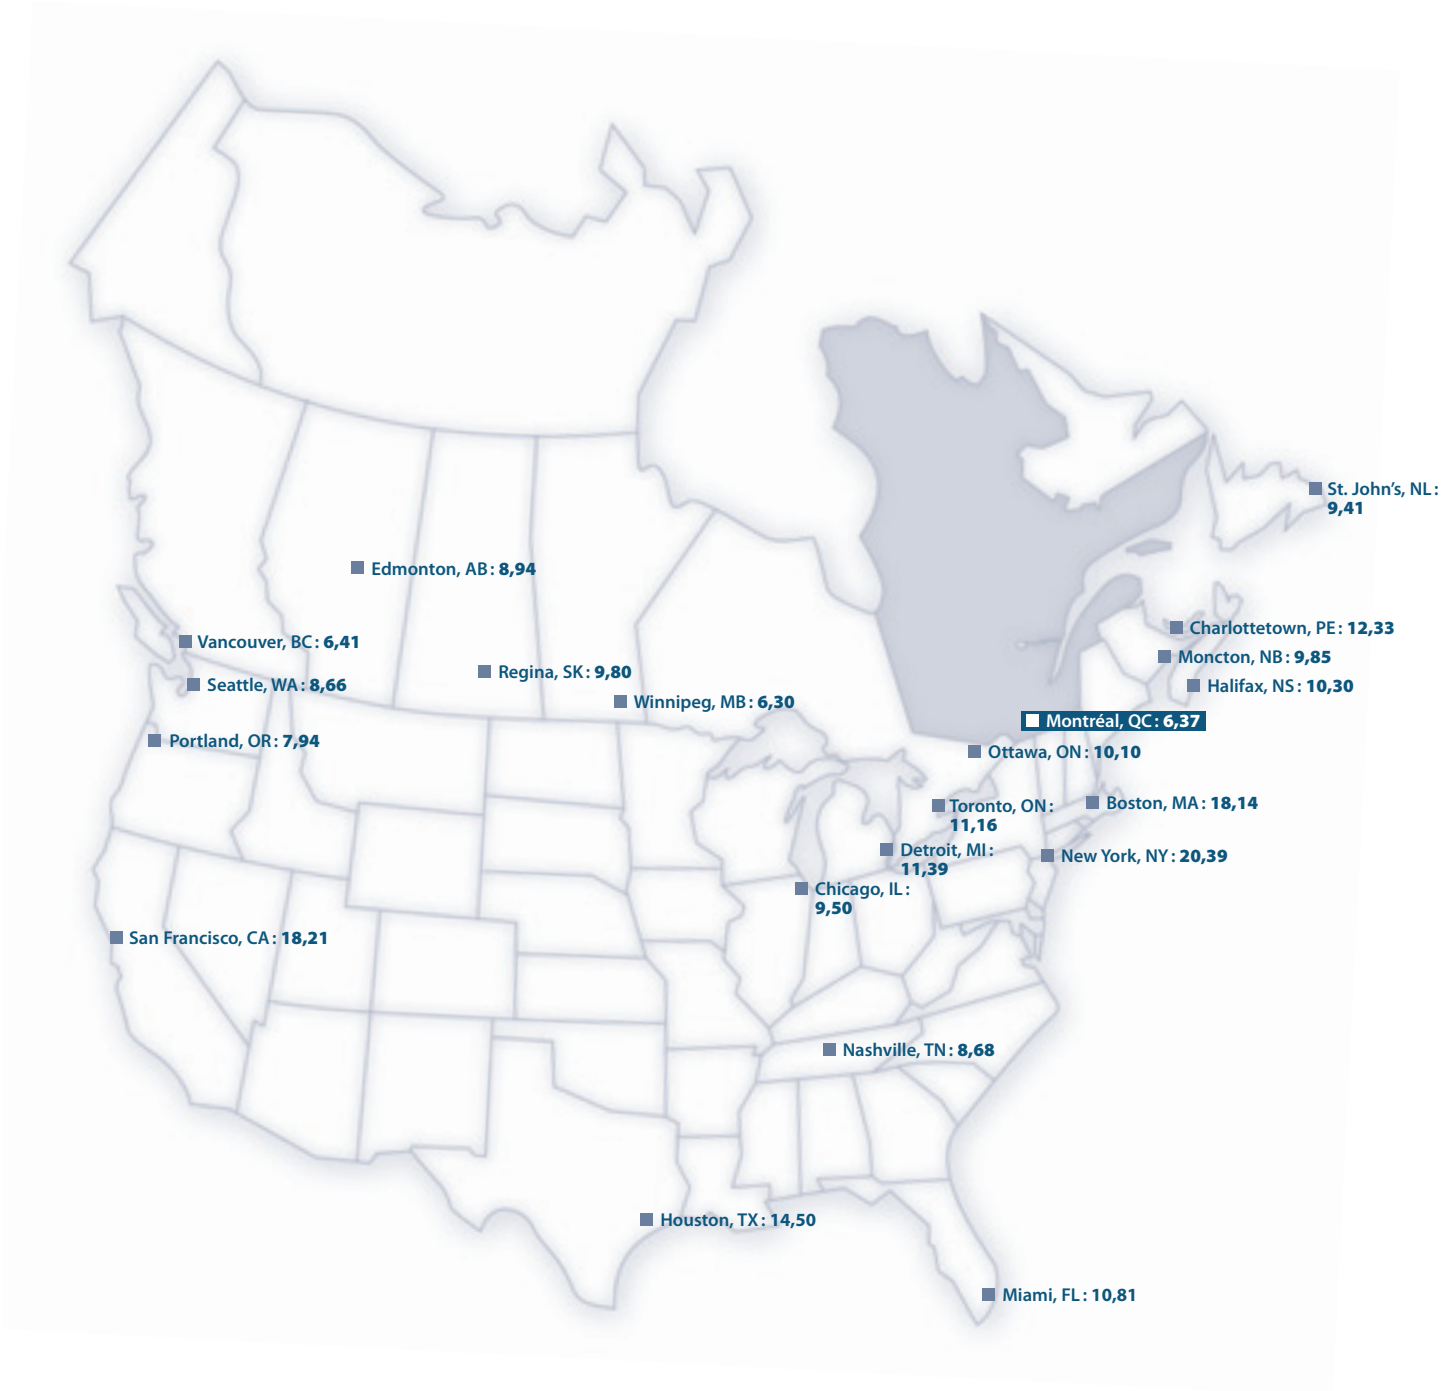 St. John’s, NL :
9,41
Edmonton, AB : 8,94
Charlottetown, PE : 12,33
Vancouver, BC : 6,41
Moncton, NB : 9,85
Regina, SK : 9,80
Seattle, WA : 8,66
Halifax, NS : 10,30
Winnipeg, MB : 6,30
Montréal, QC : 6,37
Portland, OR : 7,94
Ottawa, ON : 10,10
Toronto, ON :
11,16
Boston, MA : 18,14
Detroit, MI :
11,39
New York, NY : 20,39
Chicago, IL :
9,50
San Francisco, CA : 18,21
Nashville, TN : 8,68
Houston, TX : 14,50
Miami, FL : 10,81